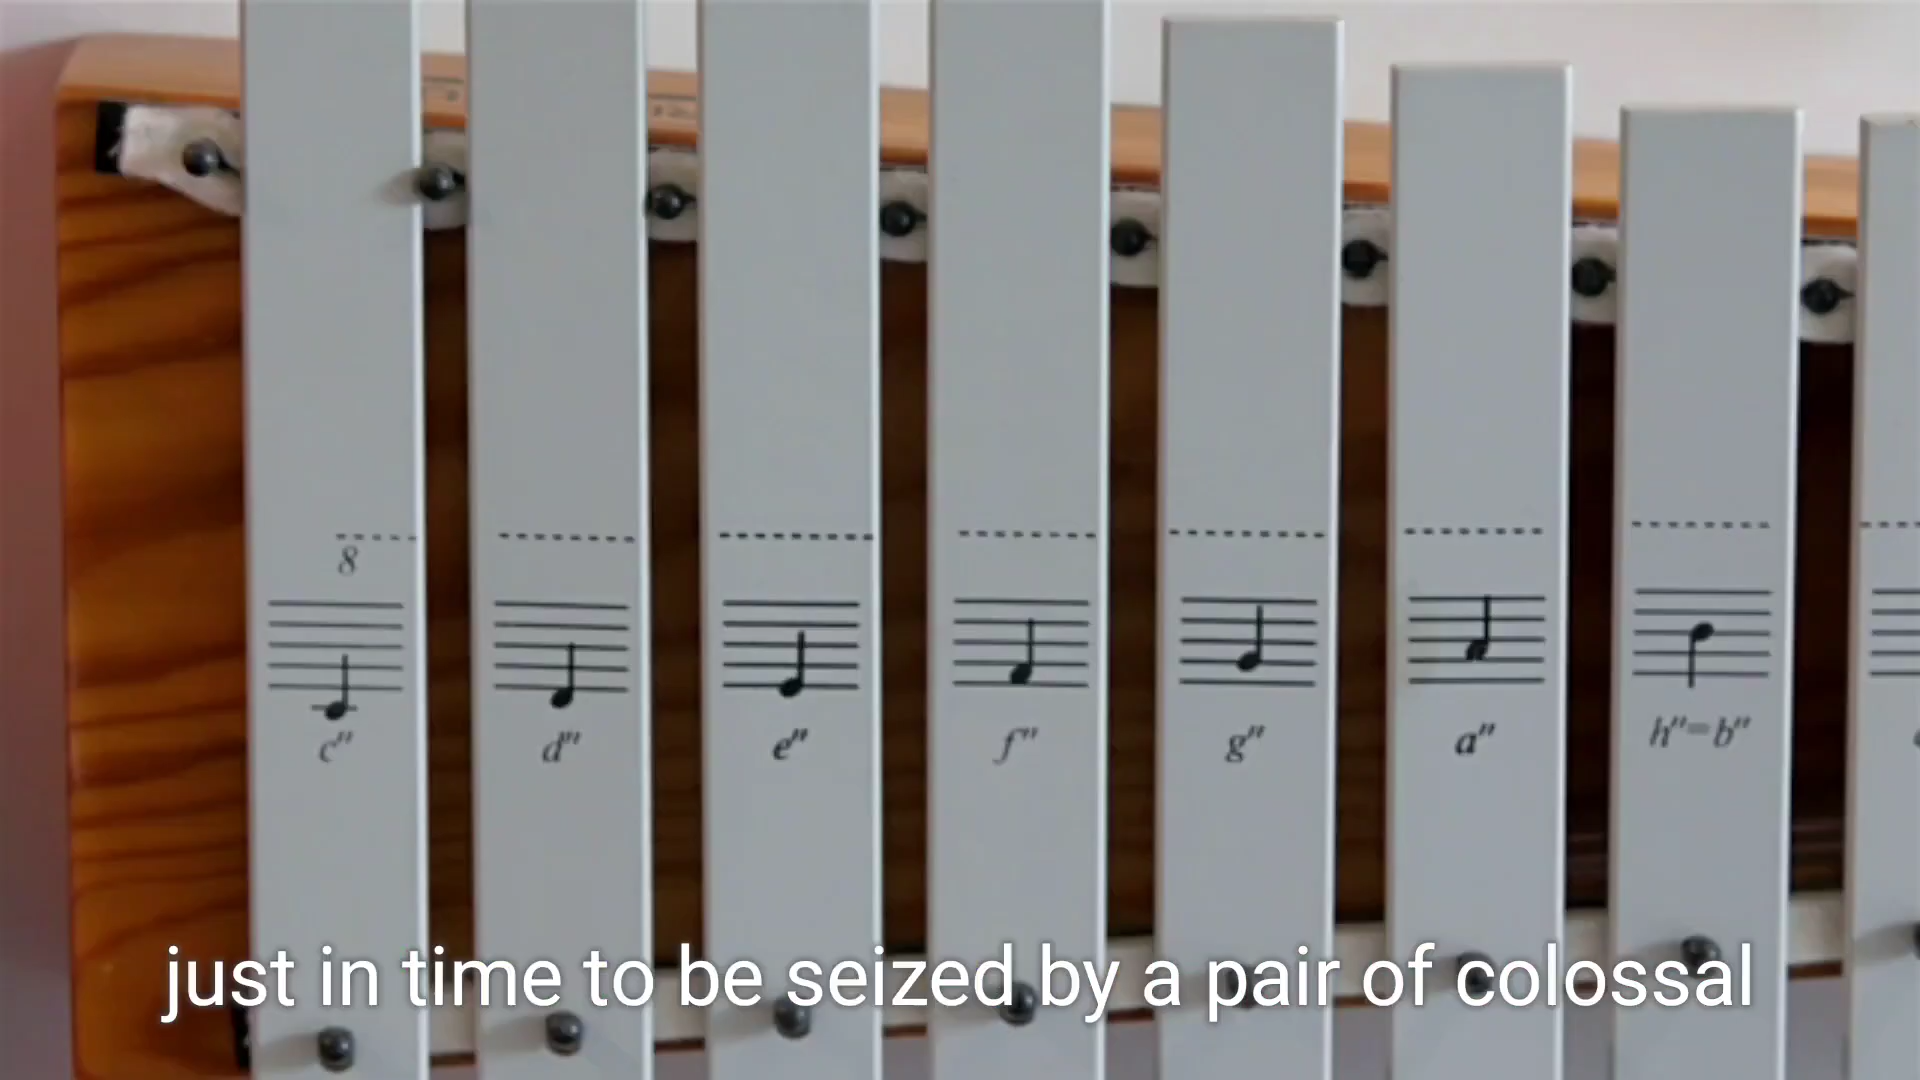 8
c" d" e" f" g" a" h"=b"
just in time to be seized by a pair of colossal